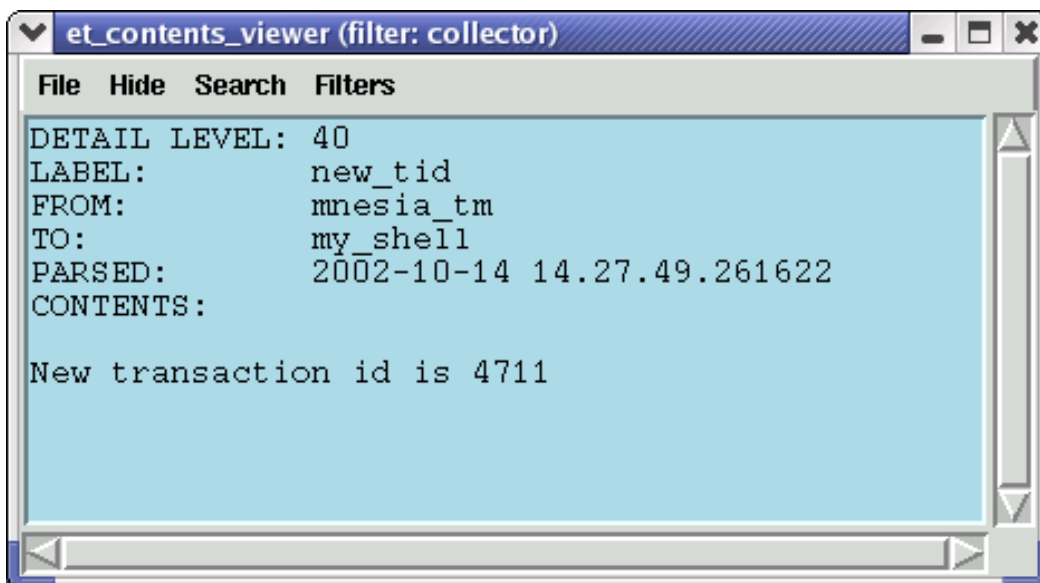 et_contents_viewer (filter: collector)
File Hide Search Filters
DETAIL LEVEL: 40
LABEL: new_tid
FROM: mnesia_tm
TO: my_shell
PARSED: 2002-10-14 14.27.49.261622
CONTENTS:
New transaction id is 4711